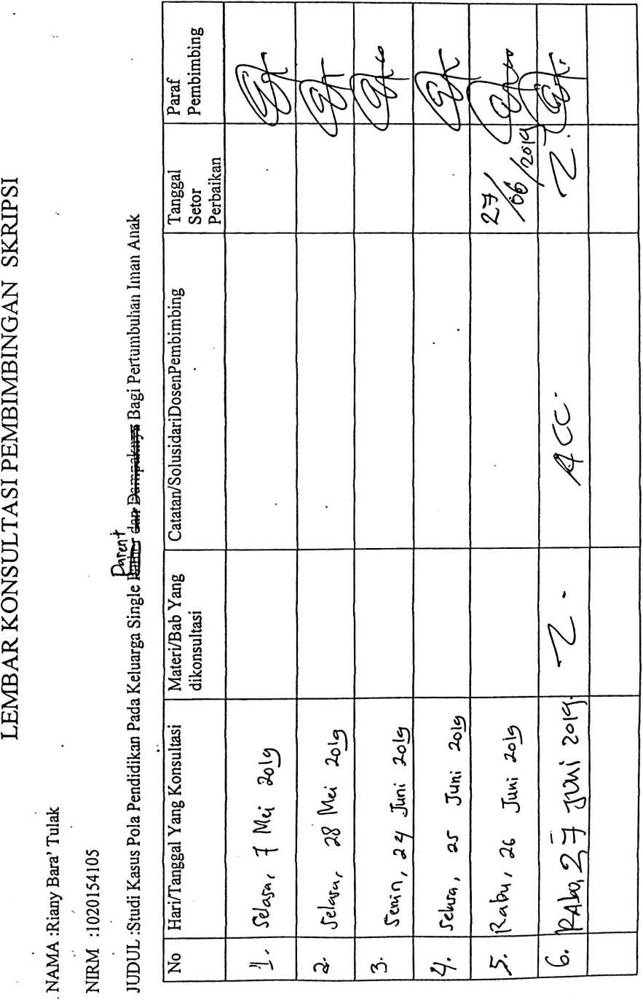 LEMBAR KONSULTASI PEMBIMBINGAN SKRIPSI
NAMA :Riany Bara' Tulak
NIRM :1020154105
Parent
JUDUL :Studi Kasus Pola Pendidikan Pada Keluarga Single dan Dampaknya Bagi Pertumbuhan Iman Anak
No Hari/Tanggal Yang Konsultasi Materi/Bab Yang dikonsultasi Catatan/SolusidariDosenPembimbing Tanggal Setor Perbaikan Paraf Pembimbing
1. Selasa, 7 Mei 2019
2. Selasa, 28 Mei 2019
3. Senin, 24 Juni 2019
4. Selasa, 25 Juni 2019
5. Rabu, 26 Juni 2019 27/06/2019
6. RAbo, 27 Juni 2019. ACC.